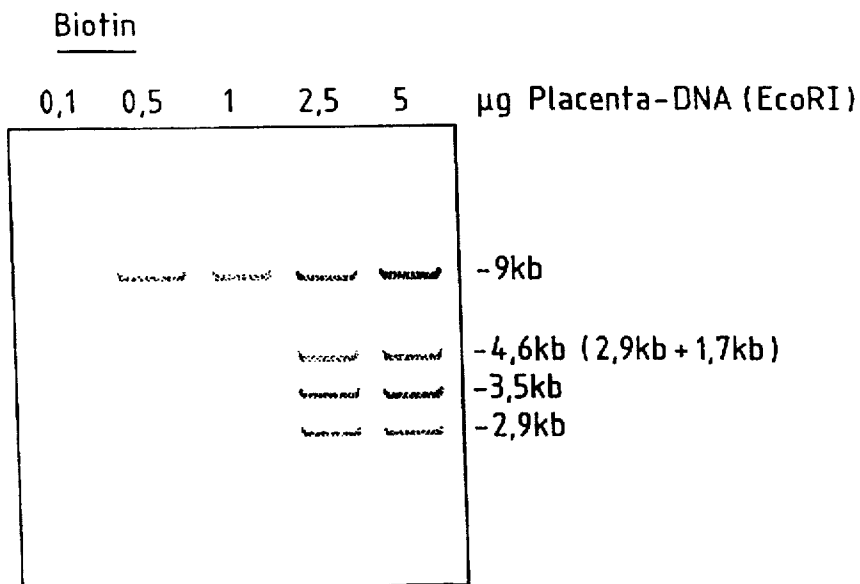 Biotin
0,1 0,5 1 2,5 5 µg Placenta-DNA (EcoRI)
-9kb
-4,6kb (2,9kb+1,7kb)
-3,5kb
-2,9kb